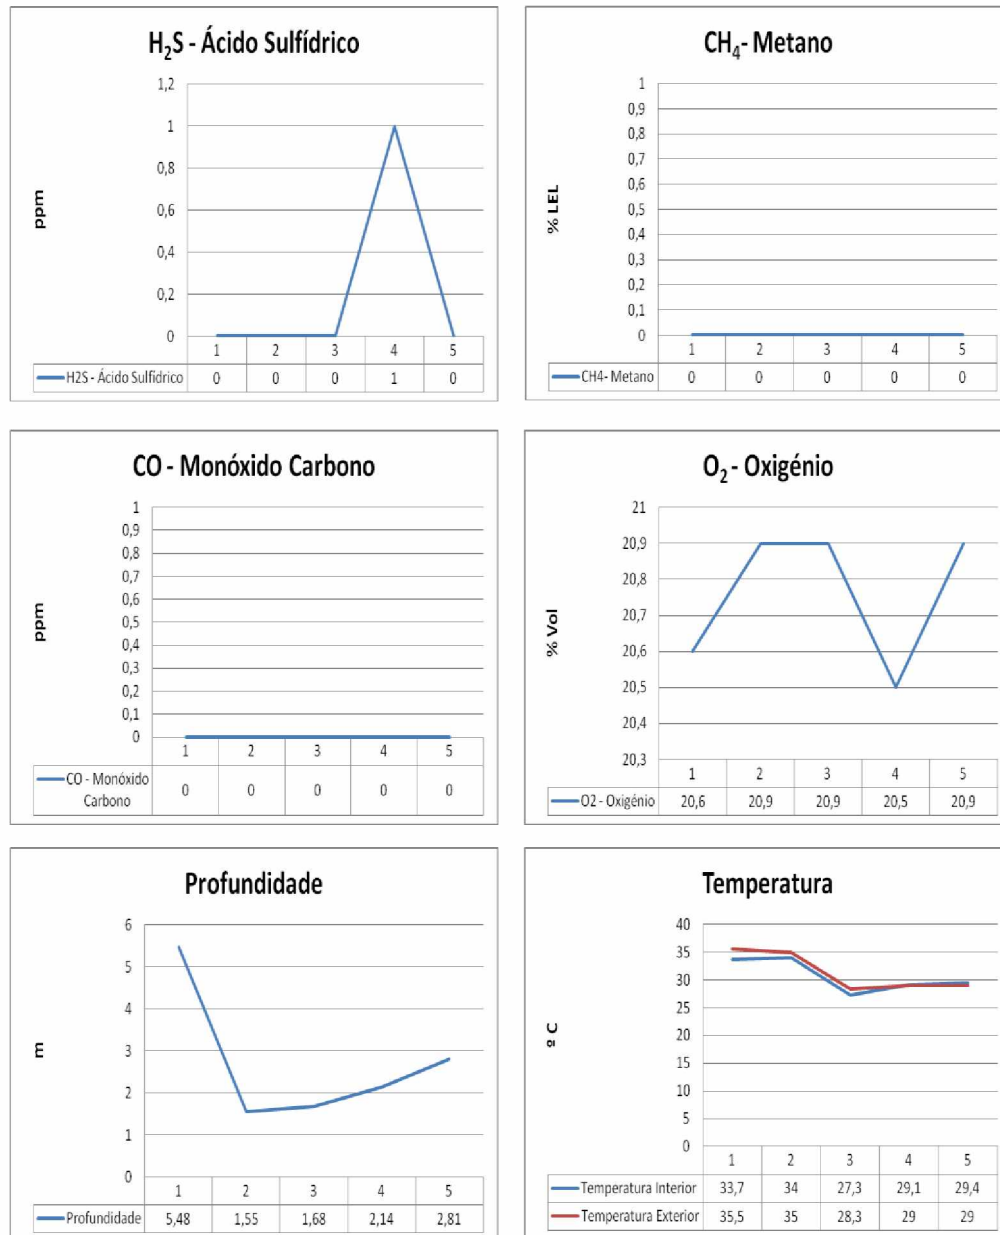 H₂S - Ácido Sulfídrico
1,2
1
0,8
0,6
0,4
0,2
0
ppm
1 2 3 4 5
H2S - Ácido Sulfídrico 0 0 0 1 0
CH₄- Metano
1
0,9
0,8
0,7
0,6
0,5
0,4
0,3
0,2
0,1
0
% LEL
1 2 3 4 5
CH4- Metano 0 0 0 0 0
CO - Monóxido Carbono
1
0,9
0,8
0,7
0,6
0,5
0,4
0,3
0,2
0,1
0
ppm
1 2 3 4 5
CO - Monóxido
Carbono 0 0 0 0 0
O₂ - Oxigénio
21
20,9
20,8
20,7
20,6
20,5
20,4
20,3
% Vol
1 2 3 4 5
O2 - Oxigénio 20,6 20,9 20,9 20,5 20,9
Profundidade
6
5
4
3
2
1
0
m
1 2 3 4 5
Profundidade 5,48 1,55 1,68 2,14 2,81
Temperatura
40
35
30
25
20
15
10
5
0
º C
1 2 3 4 5
Temperatura Interior 33,7 34 27,3 29,1 29,4
Temperatura Exterior 35,5 35 28,3 29 29